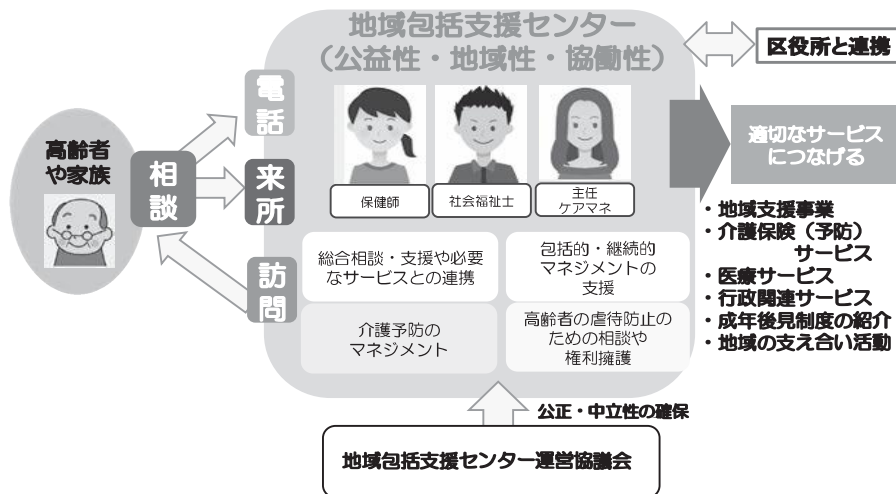 地域包括支援センター
（公益性・地域性・協働性）
区役所と連携
高齢者
や家族
相談
電話
来所
訪問
保健師
社会福祉士
主任
ケアマネ
総合相談・支援や必要
なサービスとの連携
包括的・継続的
マネジメントの
支援
介護予防の
マネジメント
高齢者の虐待防止の
ための相談や
権利擁護
適切なサービス
につなげる
・地域支援事業
・介護保険（予防）
サービス
・医療サービス
・行政関連サービス
・成年後見制度の紹介
・地域の支え合い活動
公正・中立性の確保
地域包括支援センター運営協議会